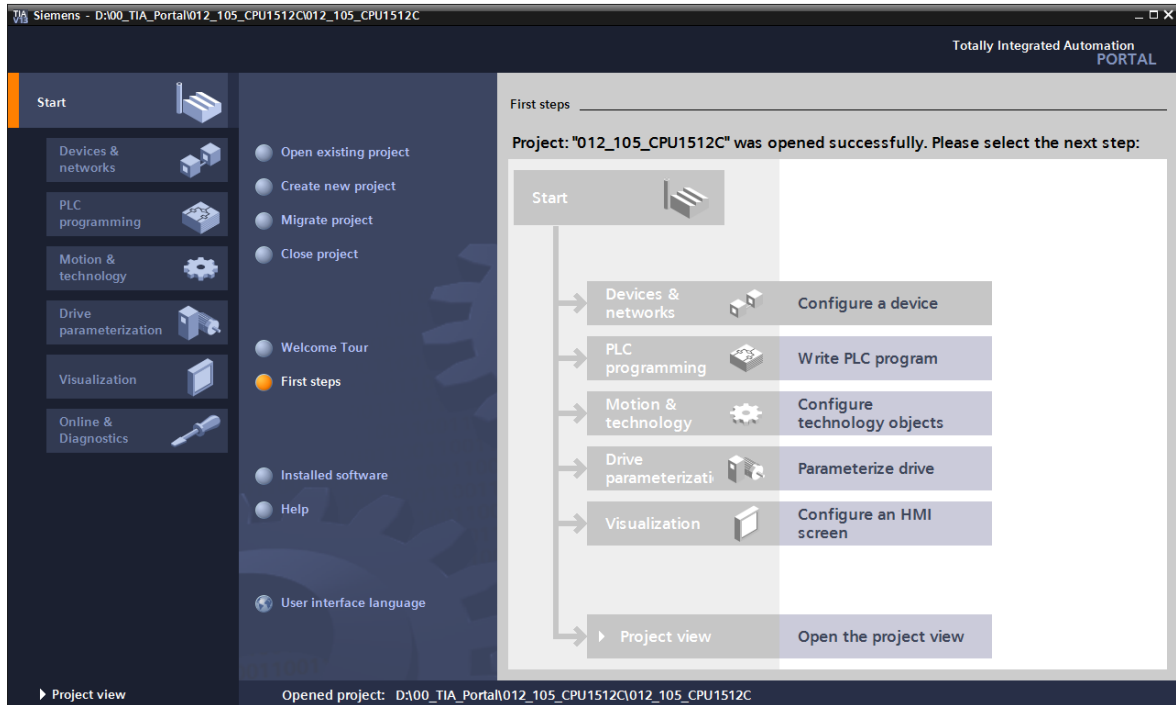 TIA V13 Siemens - D:\00_TIA_Portal\012_105_CPU1512C\012_105_CPU1512C
Totally Integrated Automation
PORTAL
Start
Devices &
networks
PLC
programming
Motion &
technology
Drive
parameterization
Visualization
Online &
Diagnostics
Project view
Open existing project
Create new project
Migrate project
Close project
Welcome Tour
First steps
Installed software
Help
User interface language
First steps
Project: "012_105_CPU1512C" was opened successfully. Please select the next step:
Start
Devices &
networks
Configure a device
PLC
programming
Write PLC program
Motion &
technology
Configure
technology objects
Drive
parameterizati
Parameterize drive
Visualization
Configure an HMI
screen
Project view
Open the project view
Opened project: D:\00_TIA_Portal\012_105_CPU1512C\012_105_CPU1512C